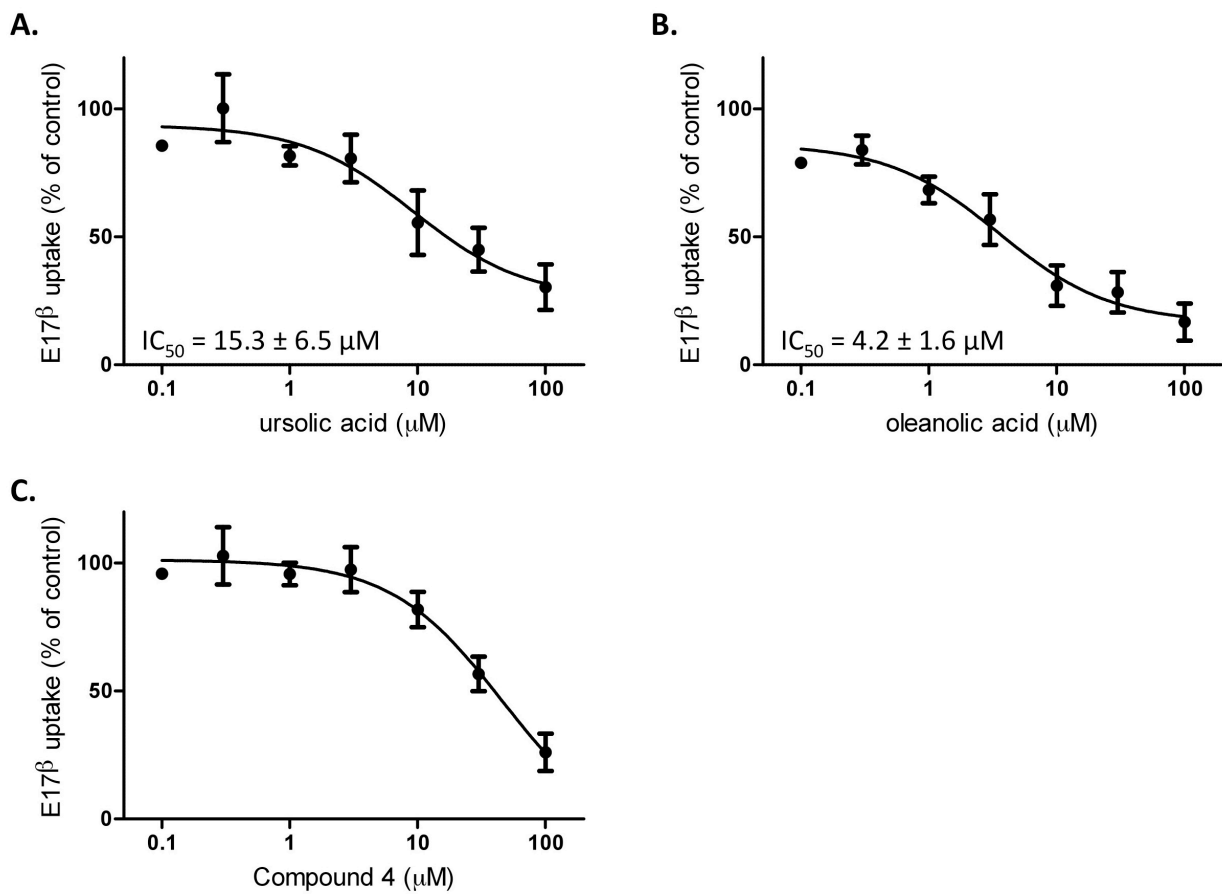 A.
E17β uptake (% of control)
100
50
0
IC50 = 15.3 ± 6.5 µM
0.1 1 10 100
ursolic acid (µM)
B.
E17β uptake (% of control)
100
50
0
IC50 = 4.2 ± 1.6 µM
0.1 1 10 100
oleanolic acid (µM)
C.
E17β uptake (% of control)
100
50
0
0.1 1 10 100
Compound 4 (µM)